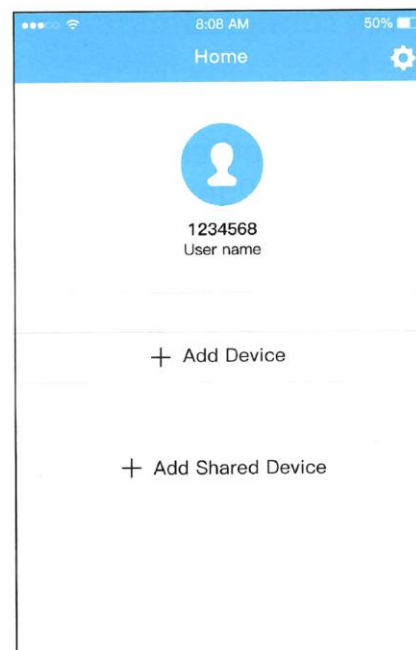 8:08 AM 50%
Home
1234568
User name
+ Add Device
+ Add Shared Device